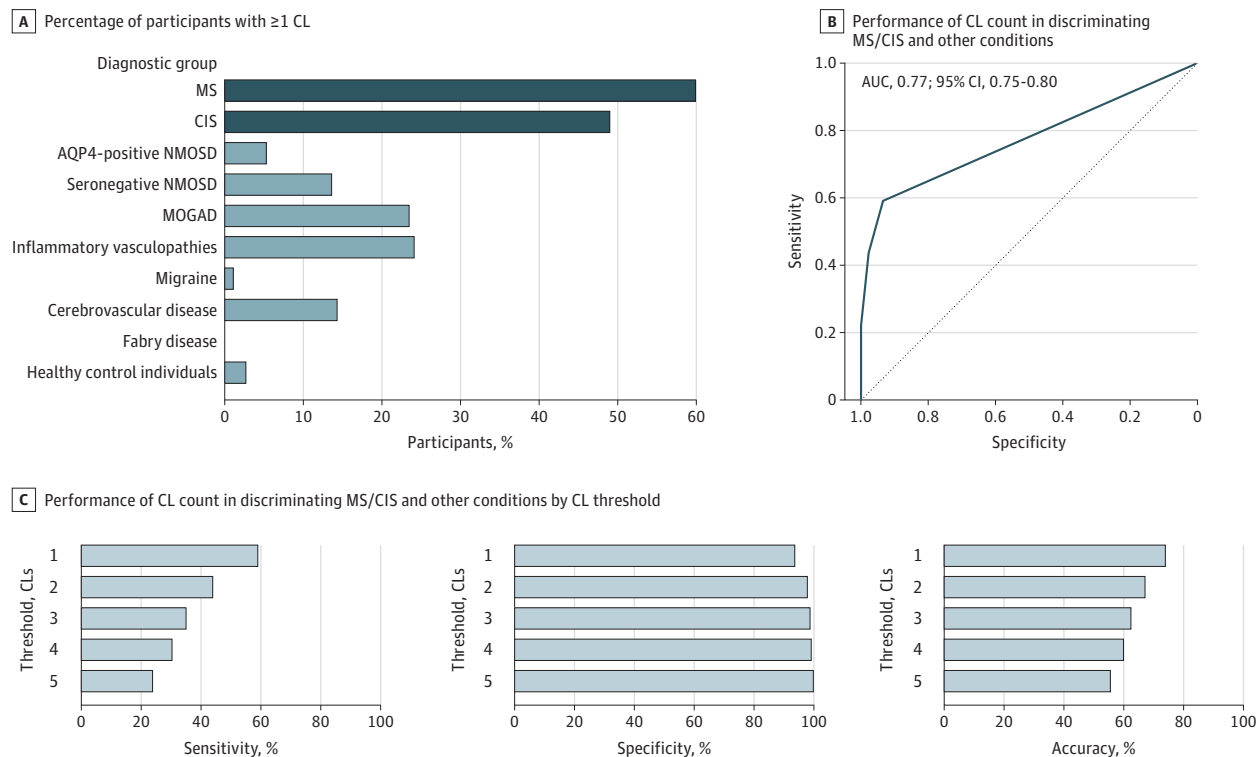 A Percentage of participants with ≥1 CL
Diagnostic group
MS
CIS
AQP4-positive NMOSD
Seronegative NMOSD
MOGAD
Inflammatory vasculopathies
Migraine
Cerebrovascular disease
Fabry disease
Healthy control individuals
0 10 20 30 40 50 60
Participants, %
B Performance of CL count in discriminating
MS/CIS and other conditions
AUC, 0.77; 95% CI, 0.75-0.80
1.0
0.8
0.6
0.4
0.2
0
Sensitivity
1.0 0.8 0.6 0.4 0.2 0
Specificity
C Performance of CL count in discriminating MS/CIS and other conditions by CL threshold
Threshold, CLs
1
2
3
4
5
0 20 40 60 80 100
Sensitivity, %
Threshold, CLs
1
2
3
4
5
0 20 40 60 80 100
Specificity, %
Threshold, CLs
1
2
3
4
5
0 20 40 60 80 100
Accuracy, %